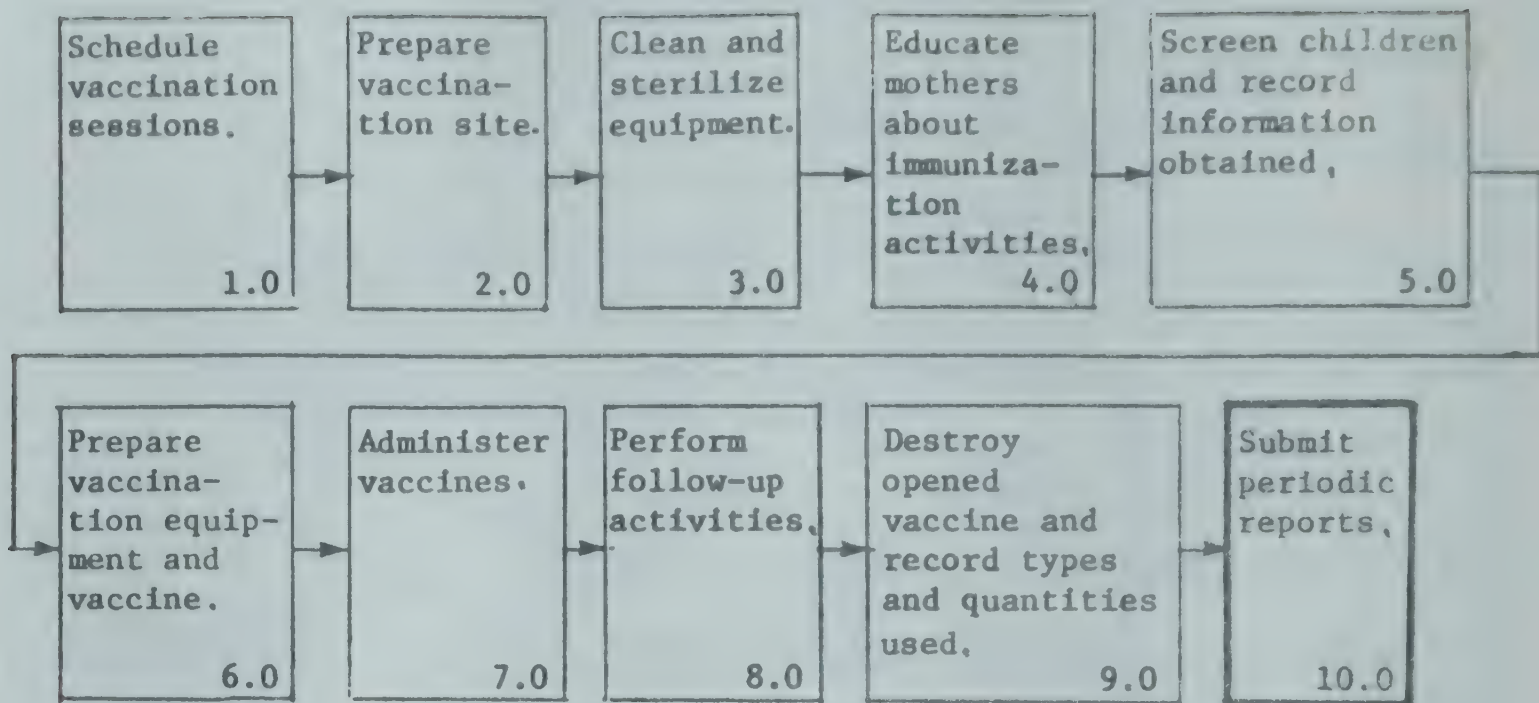 Schedule
vaccination
sessions.
1.0
Prepare
vaccina-
tion site.
2.0
Clean and
sterilize
equipment.
3.0
Educate
mothers
about
immuniza-
tion
activities.
4.0
Screen children
and record
information
obtained.
5.0
Prepare
vaccina-
tion equip-
ment and
vaccine.
6.0
Administer
vaccines.
7.0
Perform
follow-up
activities.
8.0
Destroy
opened
vaccine and
record types
and quantities
used.
9.0
Submit
periodic
reports.
10.0